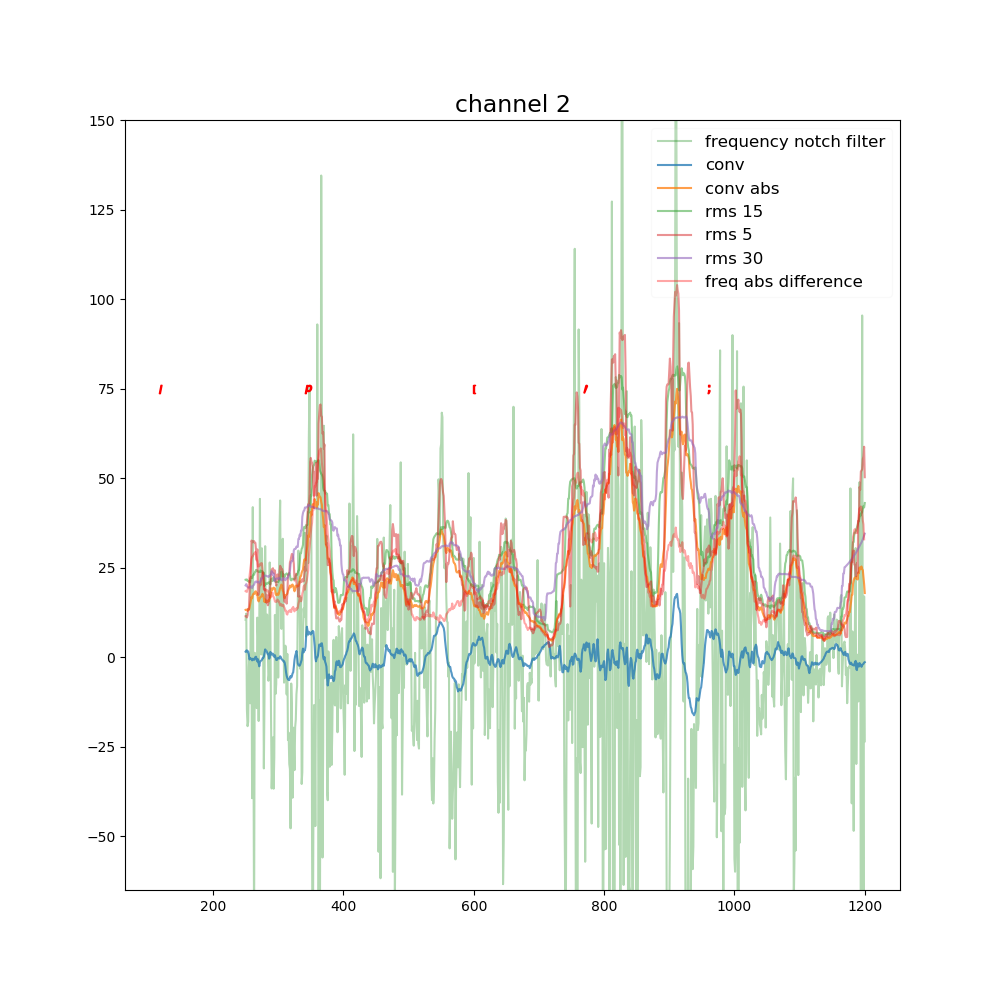 channel 2
150
125
100
75
50
25
0
−25
−50
frequency notch filter
conv
conv abs
rms 15
rms 5
rms 30
freq abs difference
l p [ / ;
200 400 600 800 1000 1200